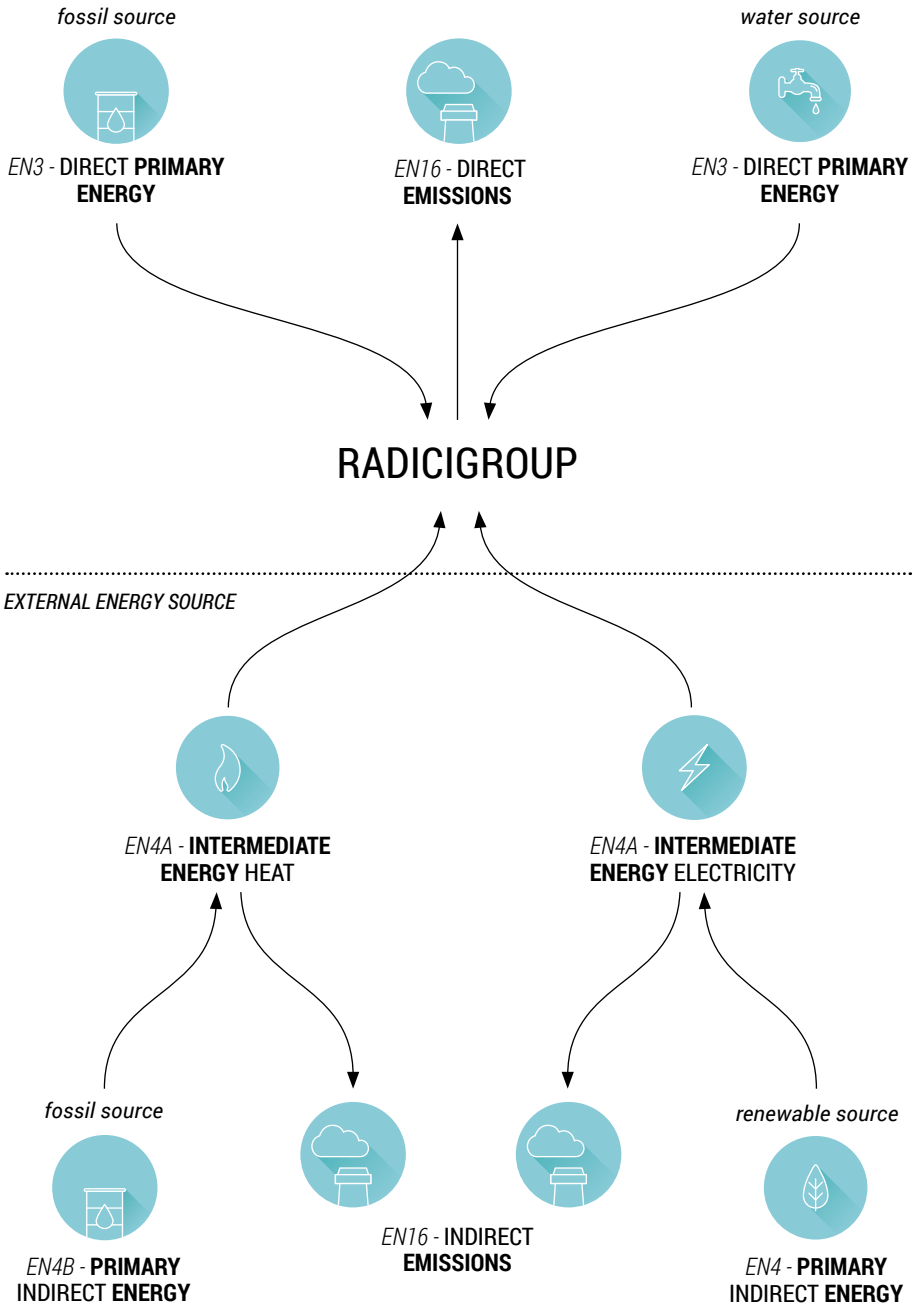 fossil source
water source
EN3 - DIRECT PRIMARY
ENERGY
EN16 - DIRECT
EMISSIONS
EN3 - DIRECT PRIMARY
ENERGY
RADICIGROUP
EXTERNAL ENERGY SOURCE
EN4A - INTERMEDIATE
ENERGY HEAT
EN4A - INTERMEDIATE
ENERGY ELECTRICITY
fossil source
renewable source
EN4B - PRIMARY
INDIRECT ENERGY
EN16 - INDIRECT
EMISSIONS
EN4 - PRIMARY
INDIRECT ENERGY